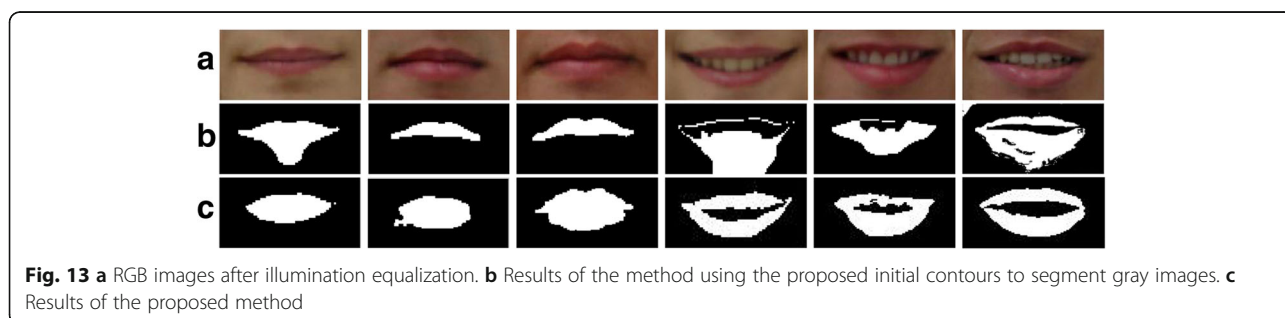 a
b
c
Fig. 13 a RGB images after illumination equalization. b Results of the method using the proposed initial contours to segment gray images. c
Results of the proposed method